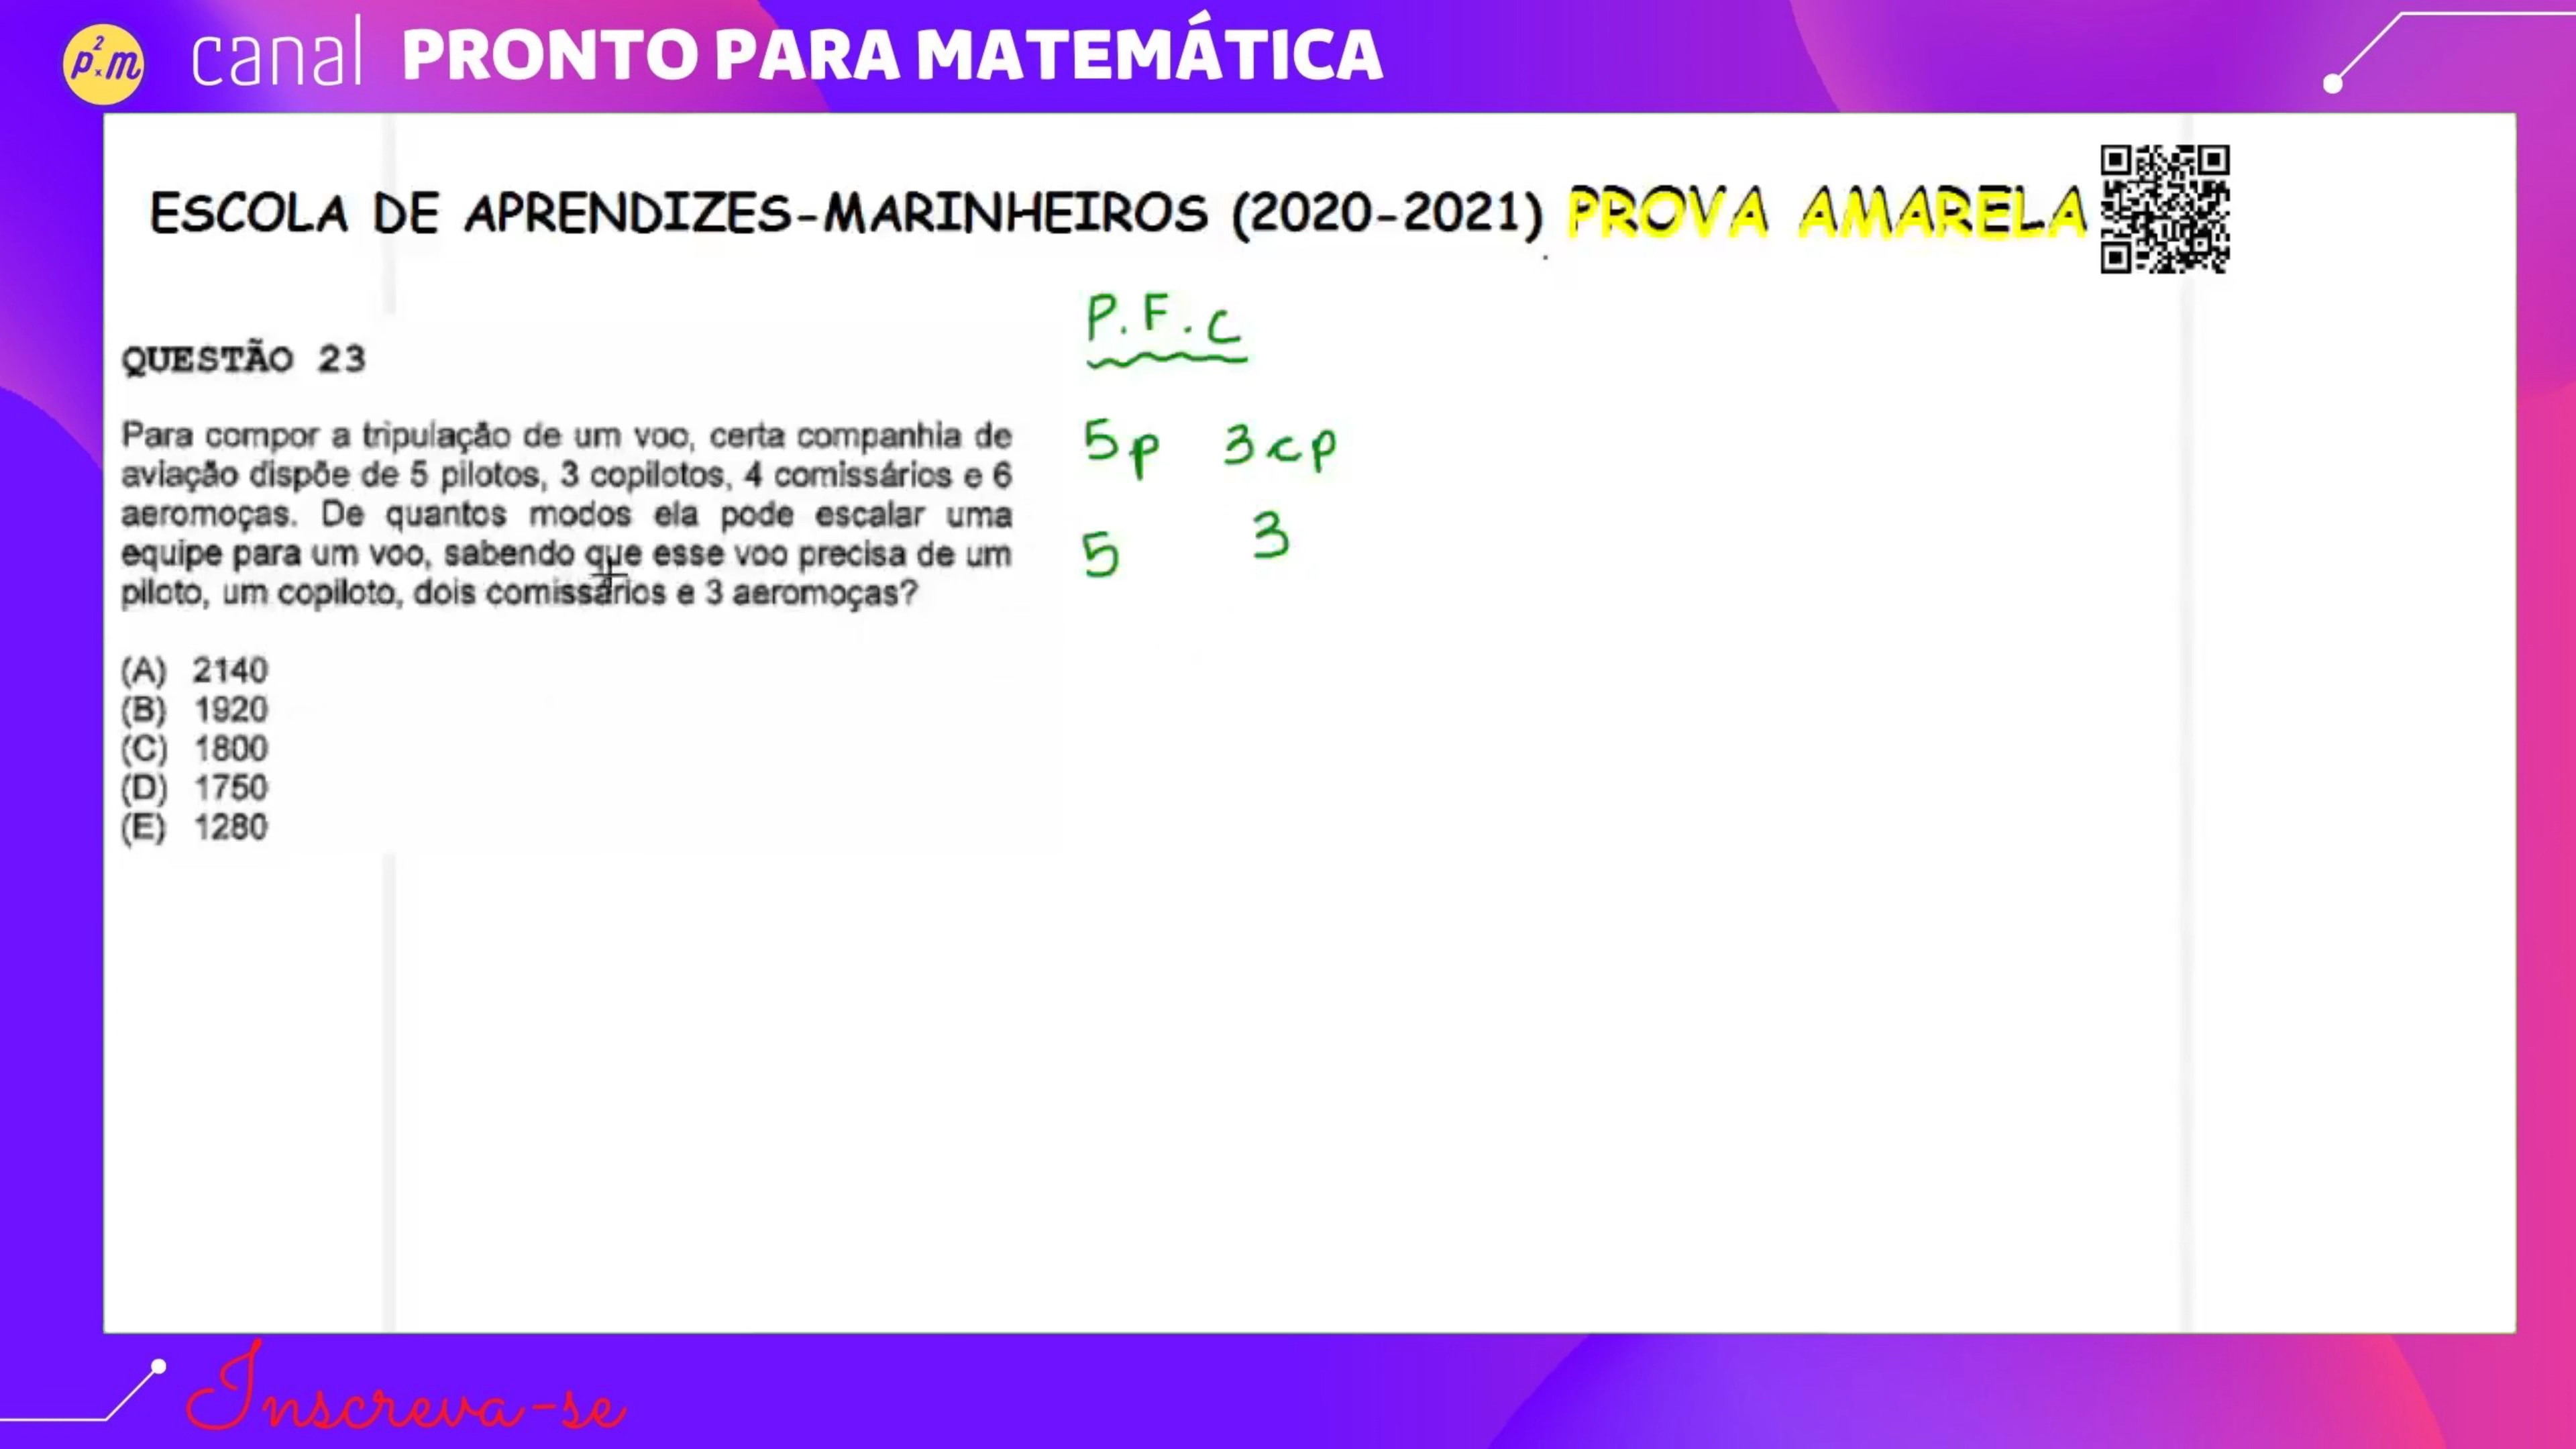 p²xm canal PRONTO PARA MATEMÁTICA
ESCOLA DE APRENDIZES-MARINHEIROS (2020-2021) PROVA AMARELA
P.F.C
QUESTÃO 23
Para compor a tripulação de um voo, certa companhia de
aviação dispõe de 5 pilotos, 3 copilotos, 4 comissários e 6
aeromoças. De quantos modos ela pode escalar uma
equipe para um voo, sabendo que esse voo precisa de um
piloto, um copiloto, dois comissários e 3 aeromoças?
(A) 2140
(B) 1920
(C) 1800
(D) 1750
(E) 1280
5p 3cp
5 3
Inscreva-se